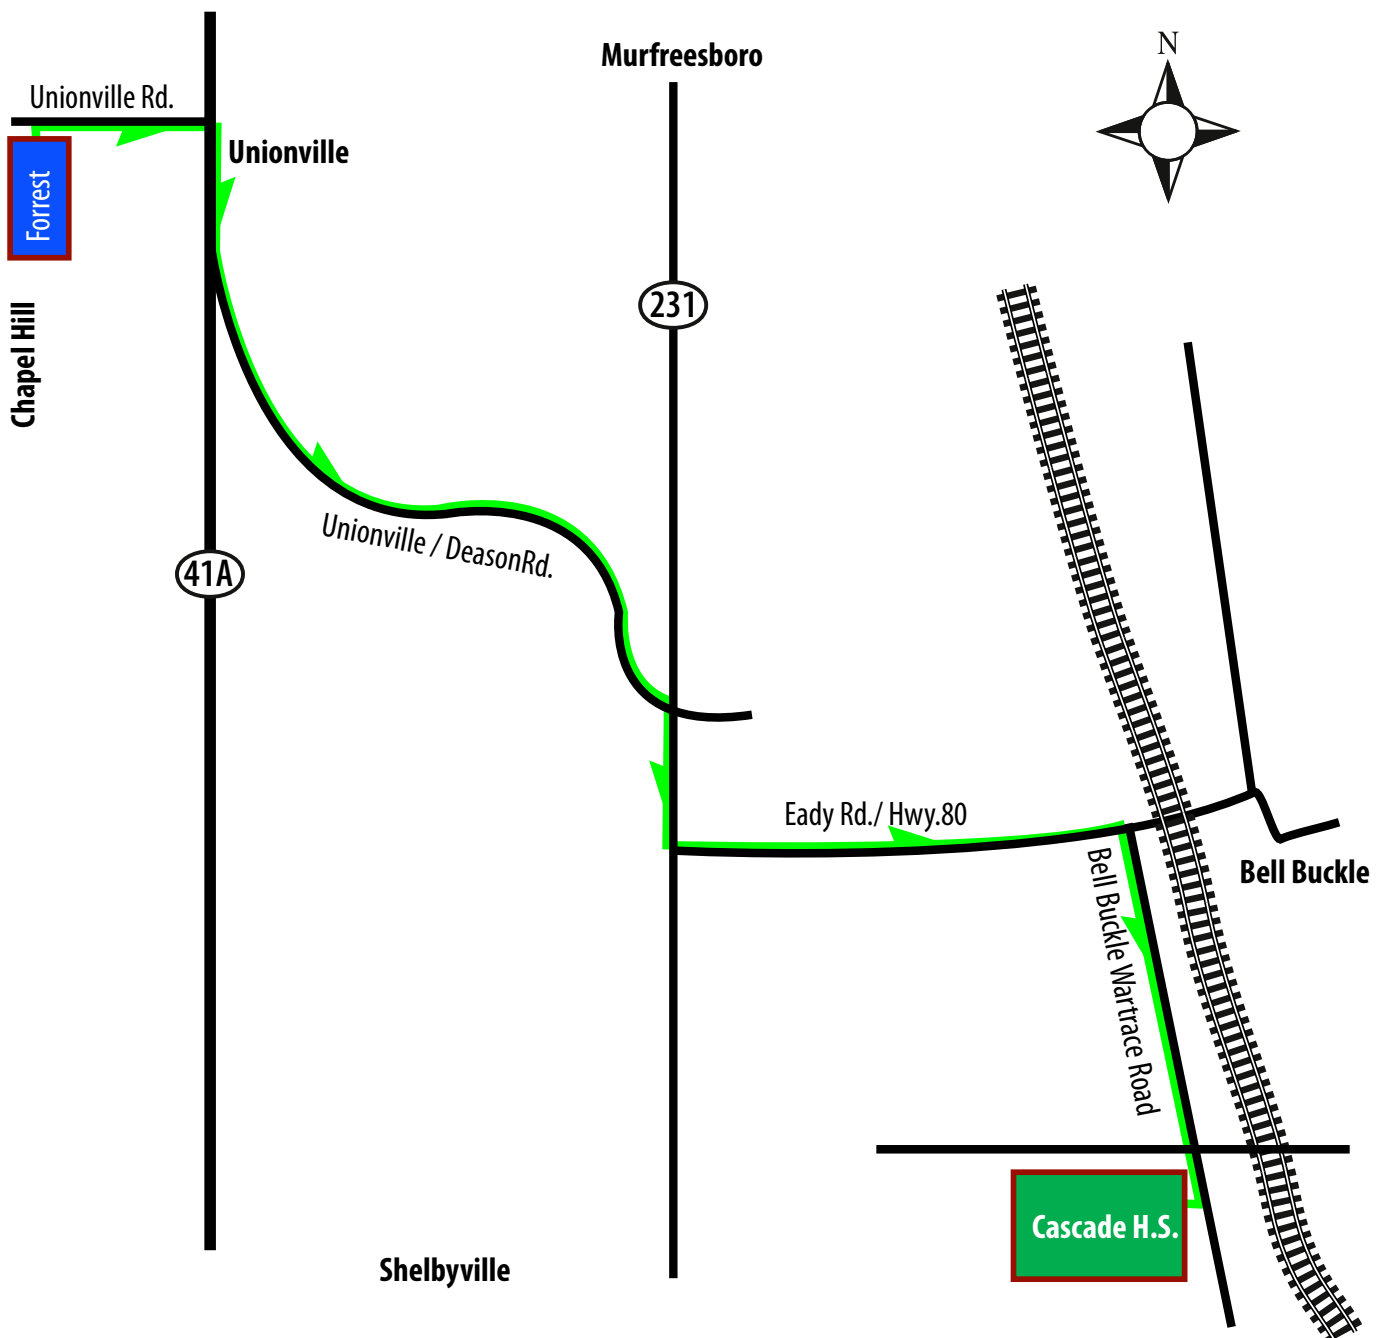 N
Murfreesboro
Unionville Rd.
Unionville
Forrest
Chapel Hill
231
Unionville / DeasonRd.
41A
Eady Rd./ Hwy.80
Bell Buckle
Bell Buckle Wartrace Road
Cascade H.S.
Shelbyville